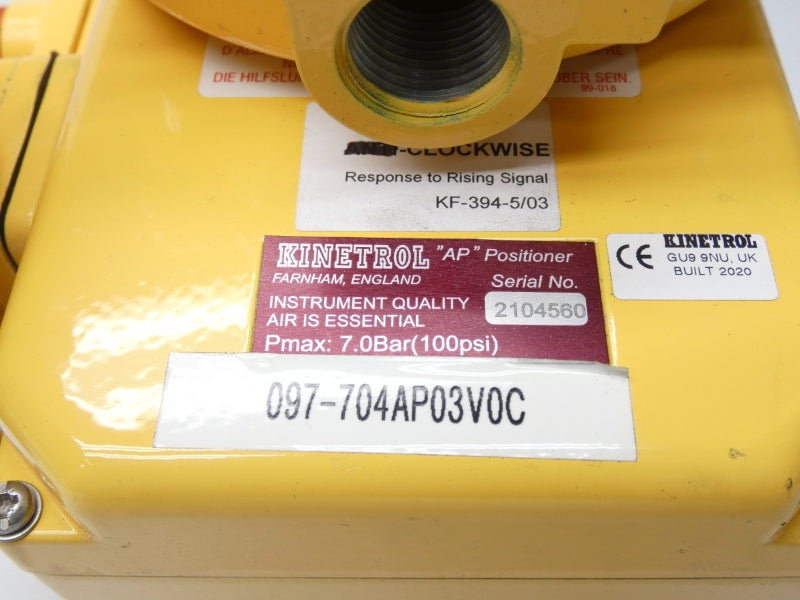 D'AL
PRE
N
DIE HILFSLU ÜBER SEIN.
99-018
-CLOCKWISE
Response to Rising Signal
KF-394-5/03
KINETROL "AP" Positioner
FARNHAM, ENGLAND Serial No.
INSTRUMENT QUALITY 2104560
AIR IS ESSENTIAL
Pmax: 7.0Bar(100psi)
097-704AP03V0C
CE KINETROL
GU9 9NU, UK
BUILT 2020